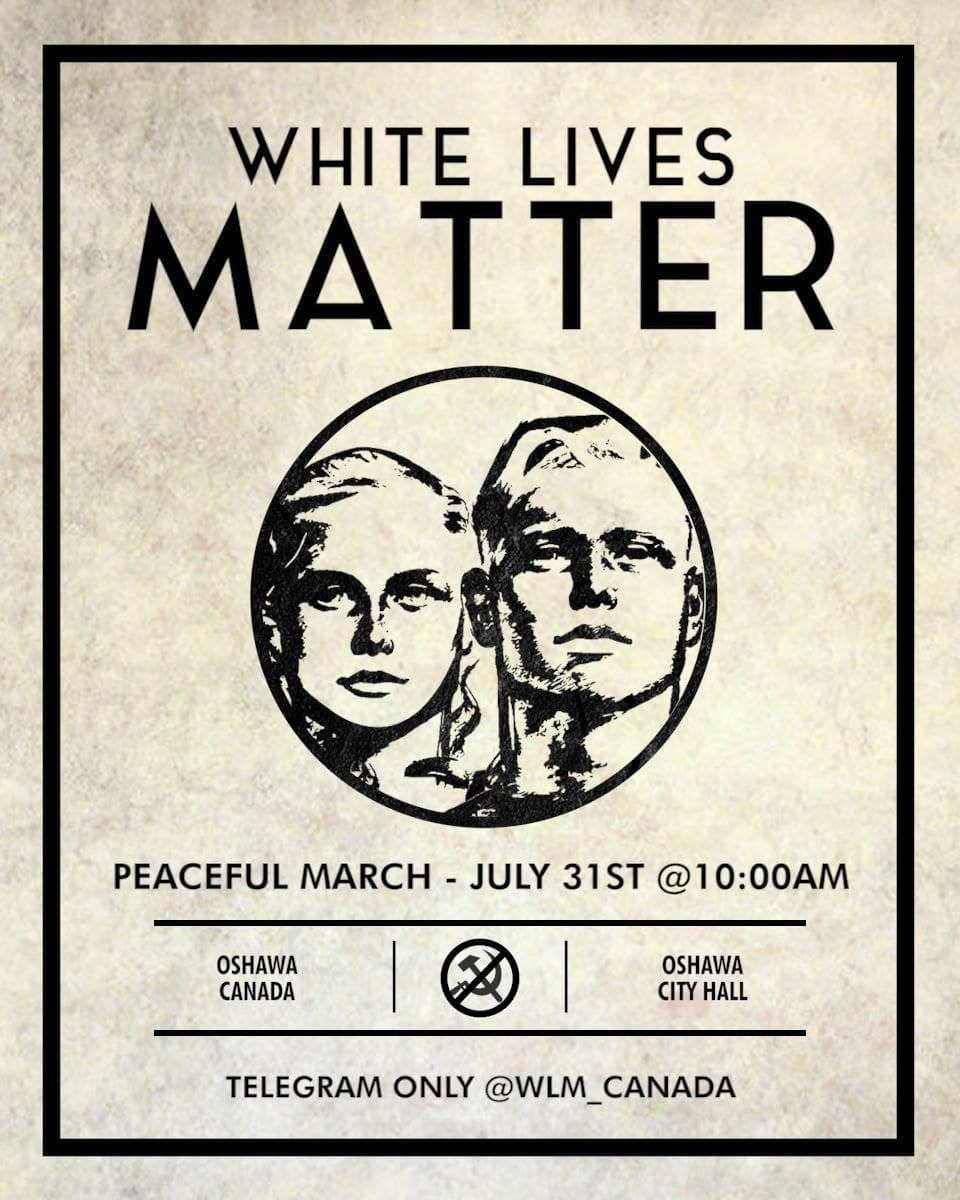 WHITE LIVES
MATTER
PEACEFUL MARCH - JULY 31ST @10:00AM
OSHAWA
CANADA
OSHAWA
CITY HALL
TELEGRAM ONLY @WLM_CANADA